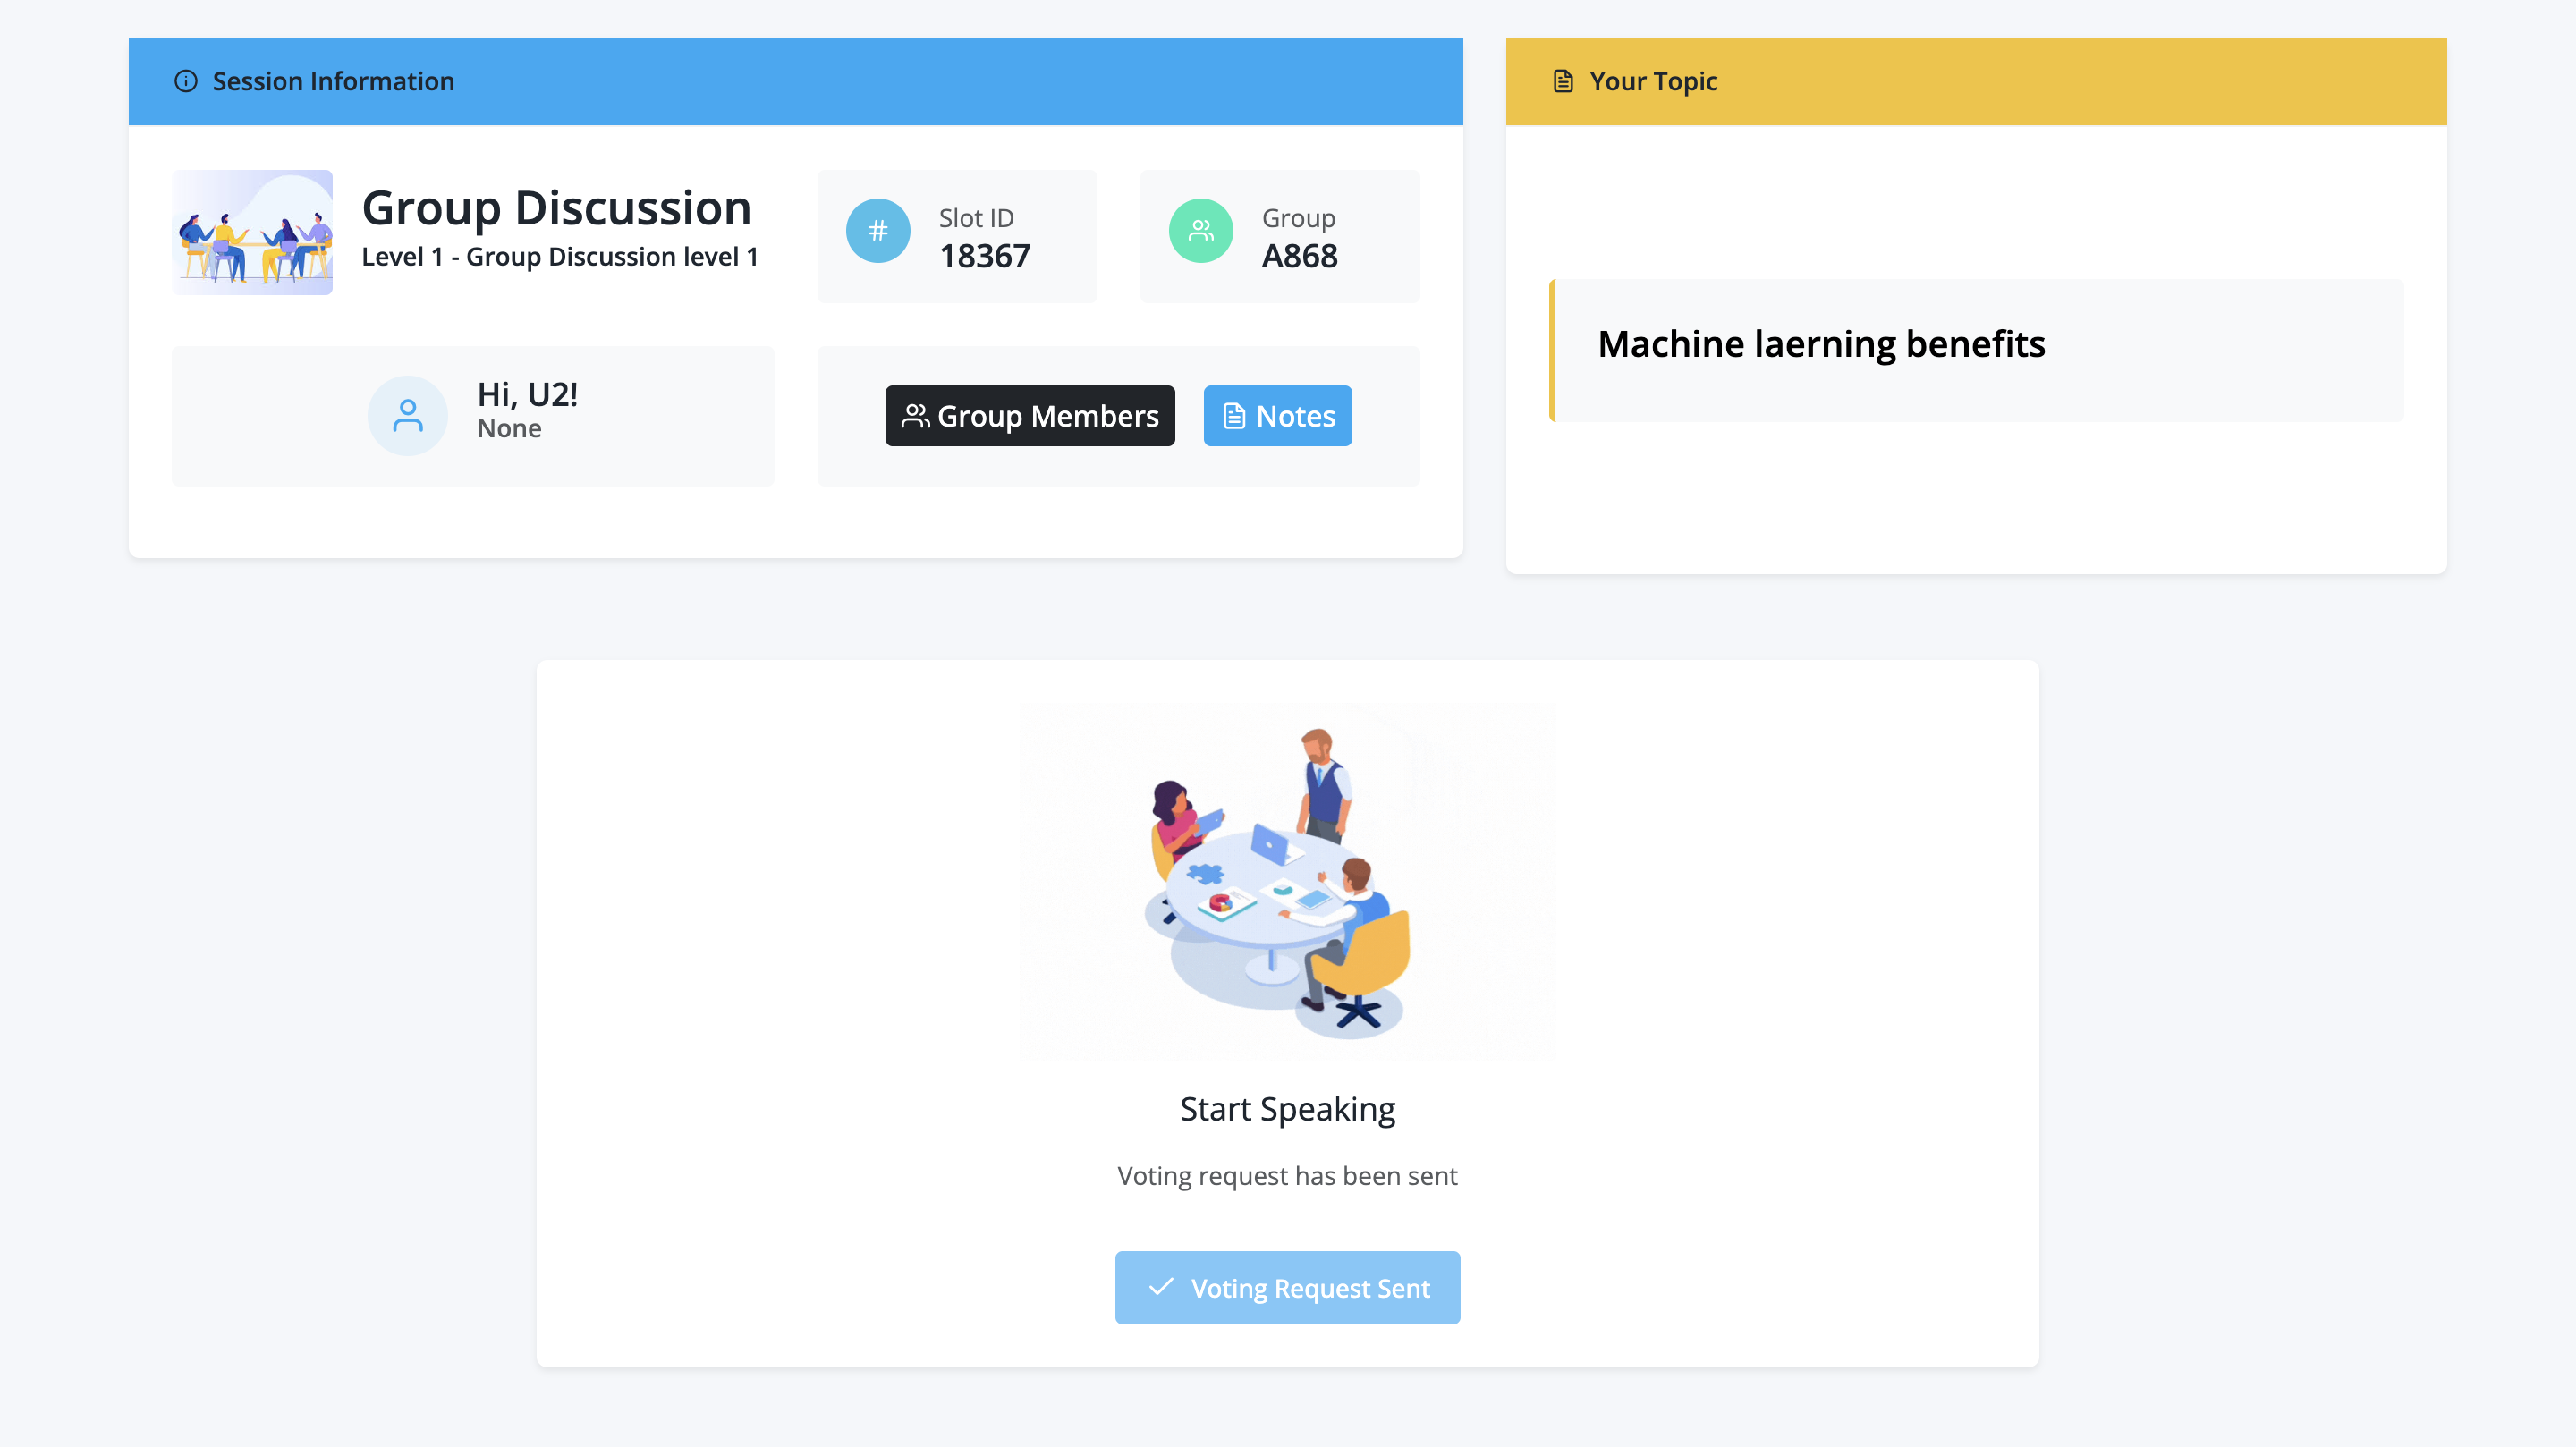 Session Information
Your Topic
Group Discussion
Level 1 - Group Discussion level 1
# Slot ID
18367
Group
A868
Machine laerning benefits
Hi, U2!
None
Group Members
Notes
Start Speaking
Voting request has been sent
Voting Request Sent